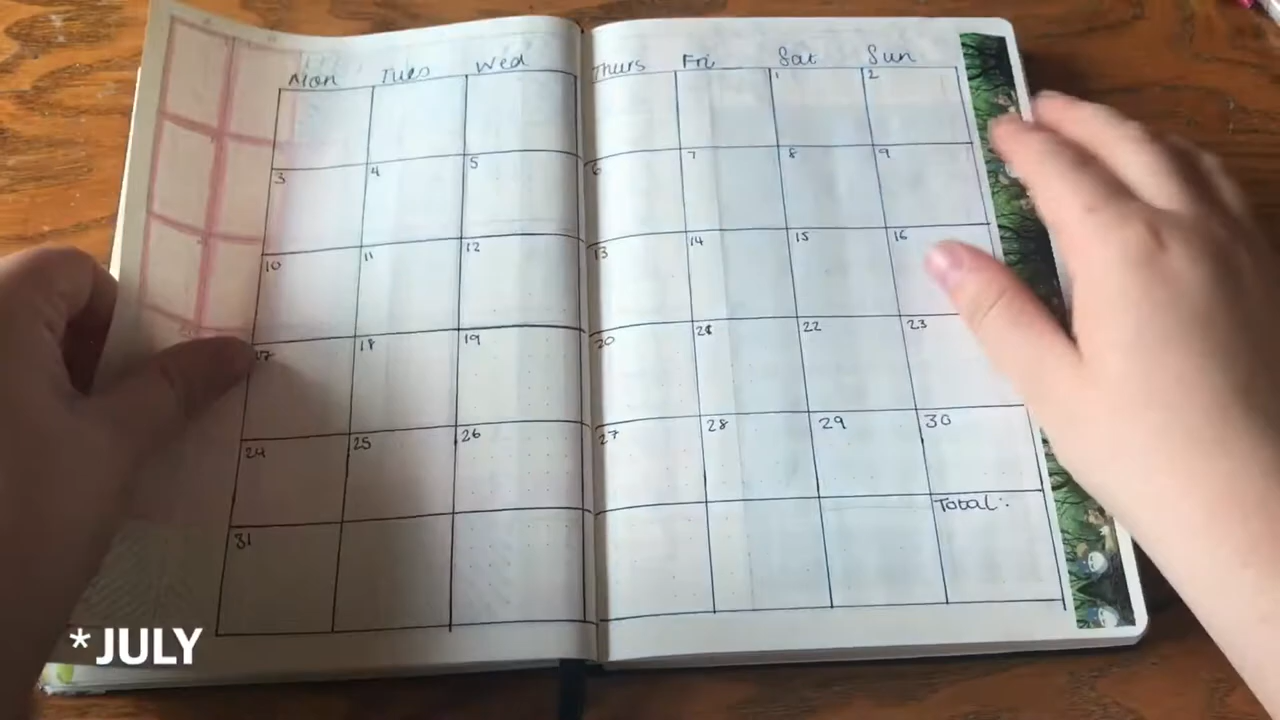 Mon Tues Wed Thurs Fri Sat Sun
1 2
3 4 5 6 7 8 9
10 11 12 13 14 15 16
17 18 19 20 21 22 23
24 25 26 27 28 29 30
31 Total:
*JULY